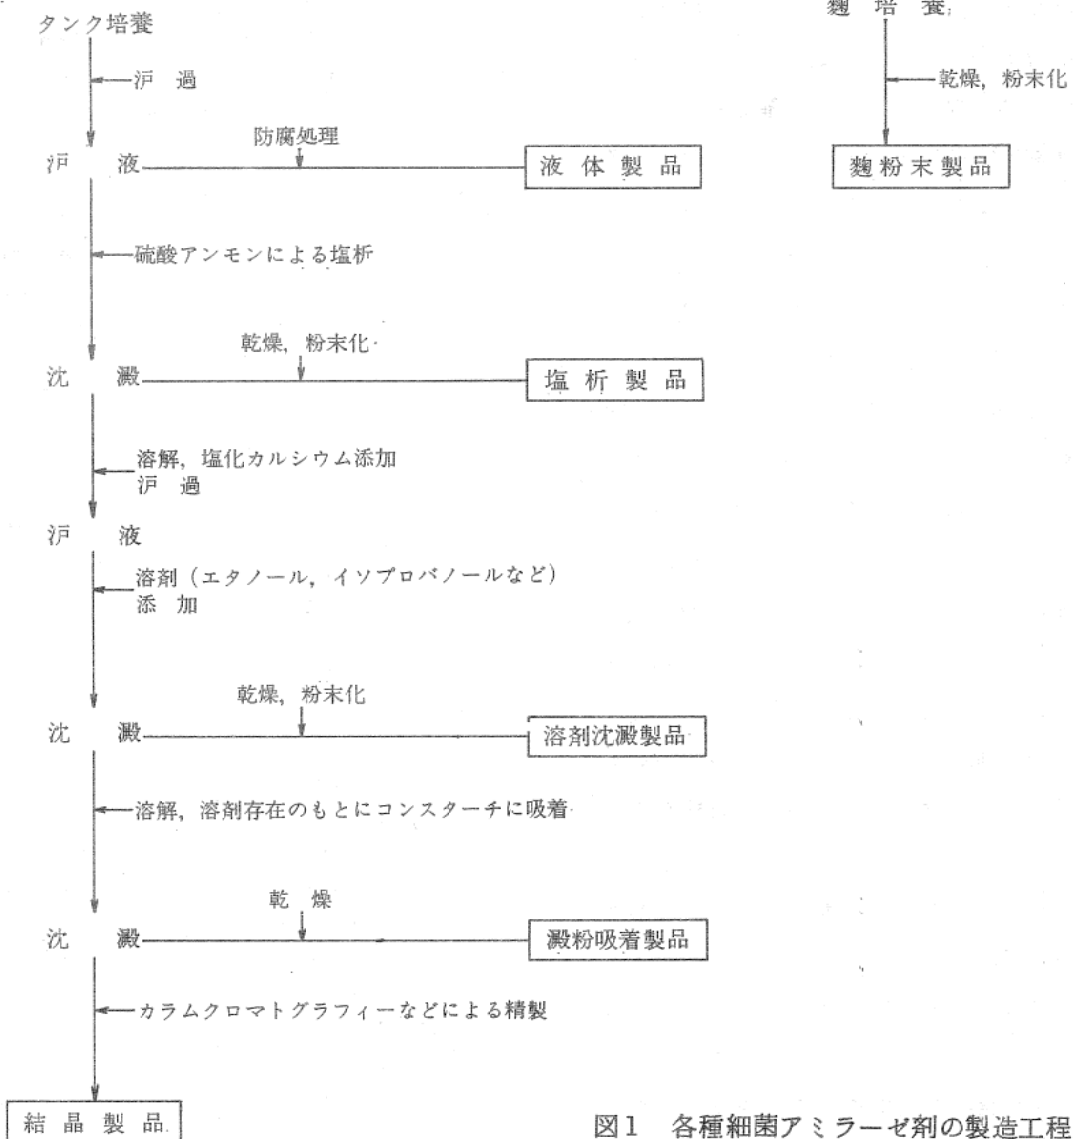 タンク培養
麹培養
沪過
乾燥，粉末化
防腐処理
沪液
液体製品
麹粉末製品
硫酸アンモンによる塩析
乾燥，粉末化
沈澱
塩析製品
溶解，塩化カルシウム添加
沪過
沪液
溶剤（エタノール，イソプロパノールなど）
添加
乾燥，粉末化
沈澱
溶剤沈澱製品
溶解，溶剤存在のもとにコンスターチに吸着
乾燥
沈澱
澱粉吸着製品
カラムクロマトグラフィーなどによる精製
結晶製品
図1　各種細菌アミラーゼ剤の製造工程